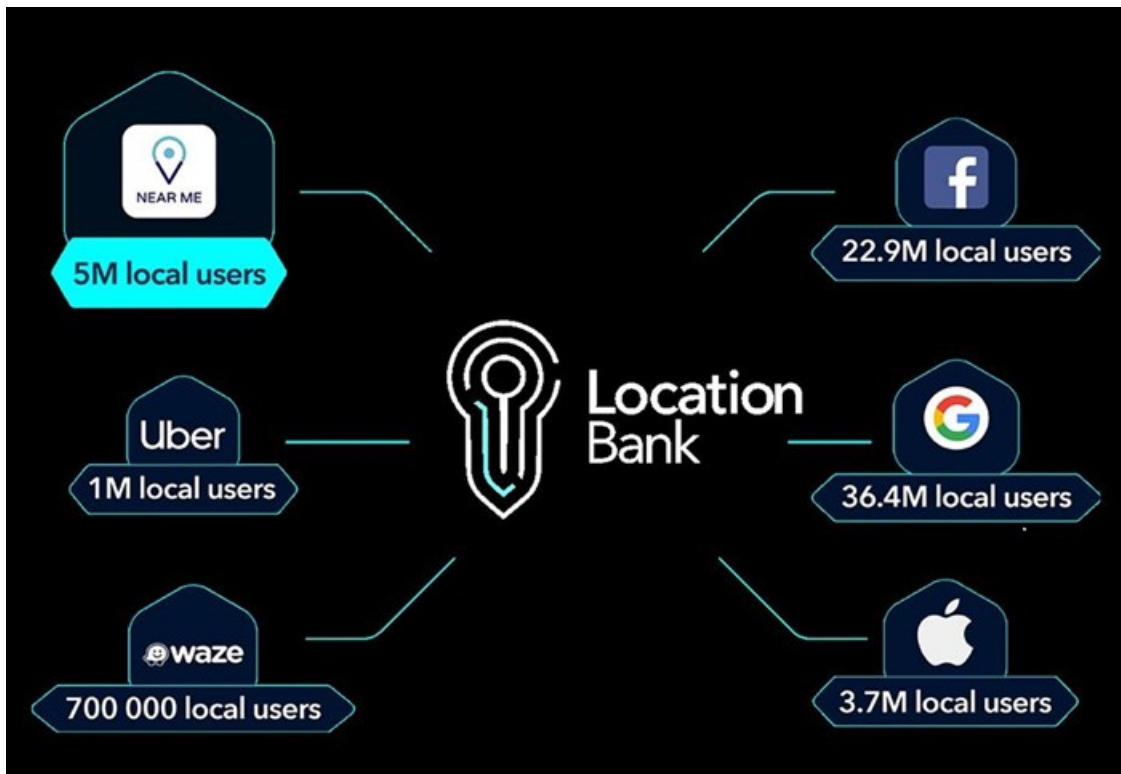 NEAR ME
5M local users
Uber
1M local users
waze
700 000 local users
Location
Bank
f
22.9M local users
G
36.4M local users
3.7M local users